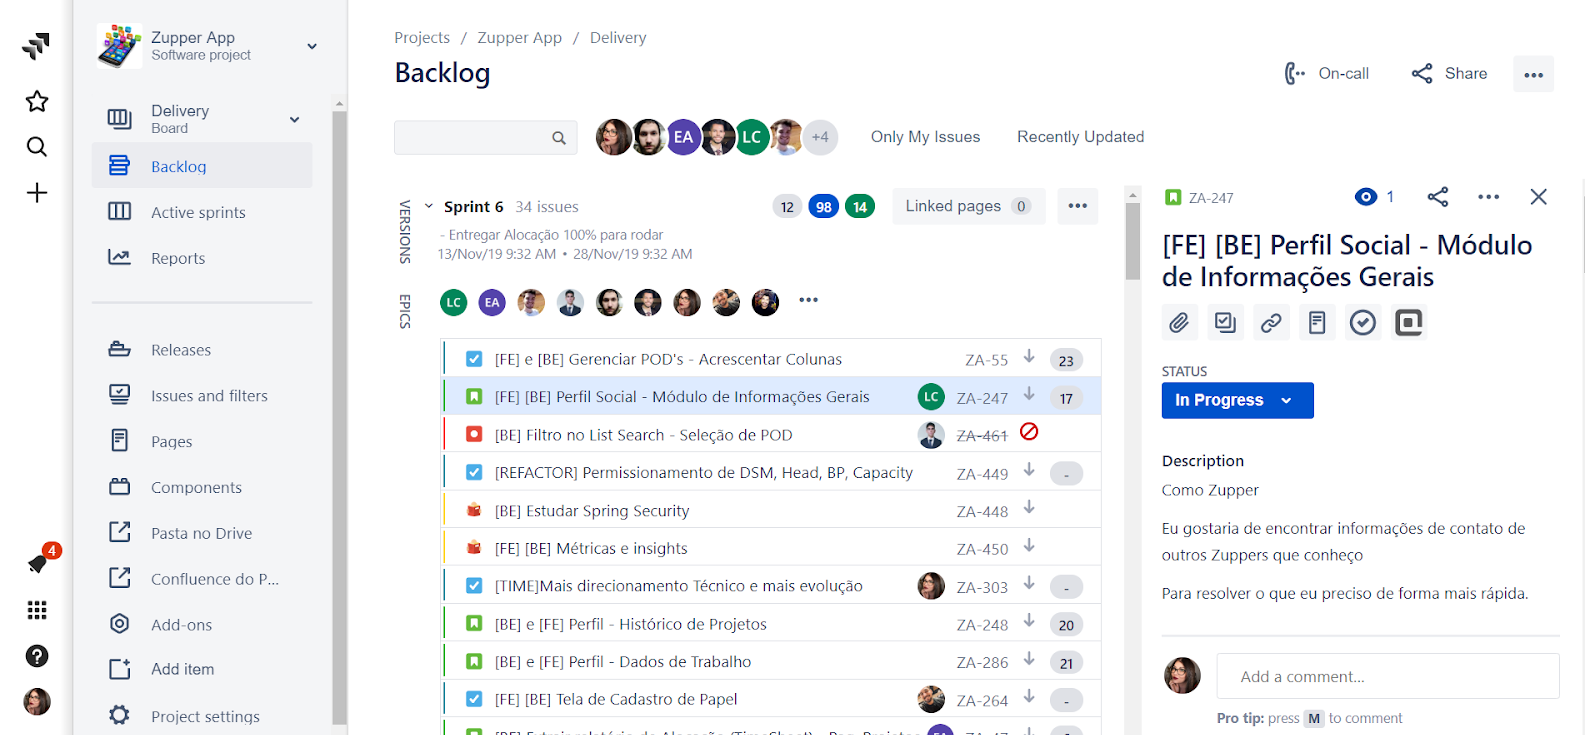 Zupper App
Software project
Delivery
Board
Backlog
Active sprints
Reports
Releases
Issues and filters
Pages
Components
Pasta no Drive
Confluence do P...
Add-ons
Add item
Project settings
4
Projects / Zupper App / Delivery
Backlog
On-call
Share
EA
LC
+4
Only My Issues
Recently Updated
VERSIONS
EPICS
Sprint 6 34 issues
12 98 14
Linked pages 0
- Entregar Alocação 100% para rodar
13/Nov/19 9:32 AM • 28/Nov/19 9:32 AM
LC EA
[FE] e [BE] Gerenciar POD's - Acrescentar Colunas ZA-55 23
[FE] [BE] Perfil Social - Módulo de Informações Gerais LC ZA-247 17
[BE] Filtro no List Search - Seleção de POD ZA-461
[REFACTOR] Permissionamento de DSM, Head, BP, Capacity ZA-449 -
[BE] Estudar Spring Security ZA-448
[FE] [BE] Métricas e insights ZA-450
[TIME]Mais direcionamento Técnico e mais evolução ZA-303 -
[BE] e [FE] Perfil - Histórico de Projetos ZA-248 20
[BE] e [FE] Perfil - Dados de Trabalho ZA-286 21
[FE] [BE] Tela de Cadastro de Papel ZA-264 -
ZA-247
1
[FE] [BE] Perfil Social - Módulo
de Informações Gerais
STATUS
In Progress
Description
Como Zupper
Eu gostaria de encontrar informações de contato de
outros Zuppers que conheço
Para resolver o que eu preciso de forma mais rápida.
Add a comment...
Pro tip: press M to comment